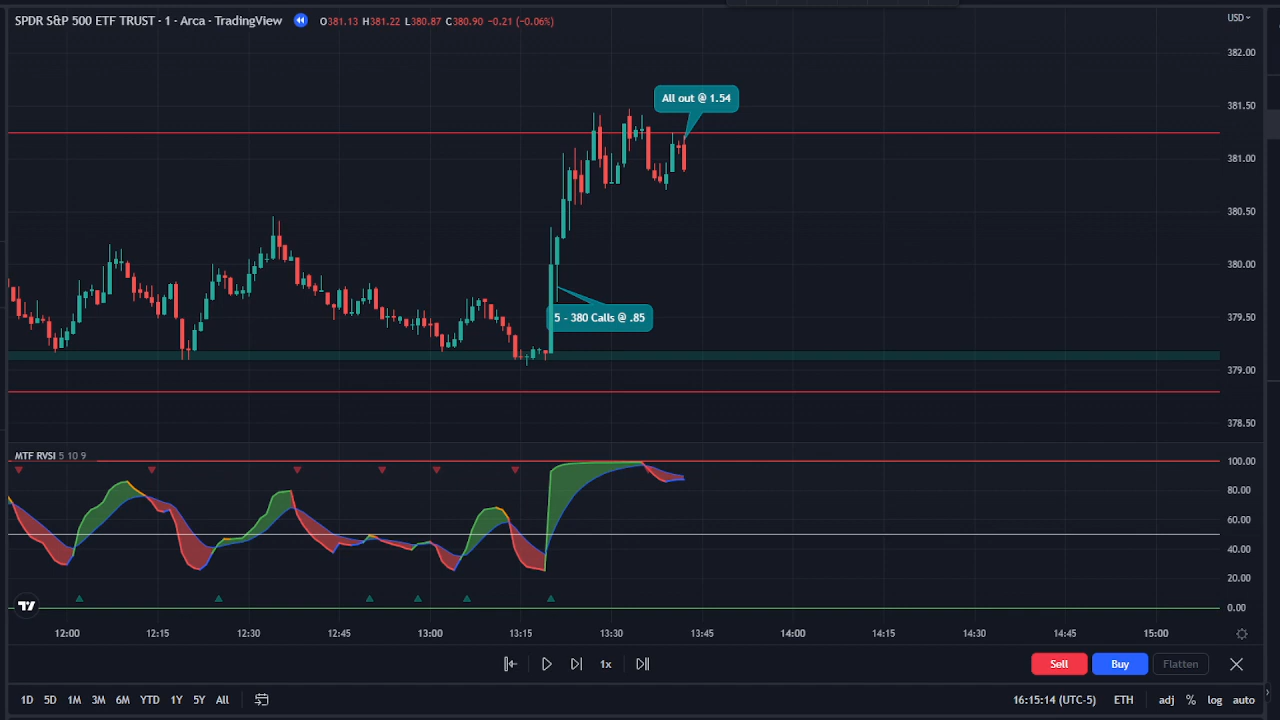 SPDR S&P 500 ETF TRUST · 1 · Arca · TradingView O381.13 H381.22 L380.87 C380.90 −0.21 (−0.06%)
USD
382.00
381.50
381.00
380.50
380.00
379.50
379.00
378.50
All out @ 1.54
5 - 380 Calls @ .85
MTF RVSI 5 10 9
100.00
80.00
60.00
40.00
20.00
0.00
12:00 12:15 12:30 12:45 13:00 13:15 13:30 13:45 14:00 14:15 14:30 14:45 15:00
1x Sell Buy Flatten
1D 5D 1M 3M 6M YTD 1Y 5Y All 16:15:14 (UTC-5) ETH adj % log auto